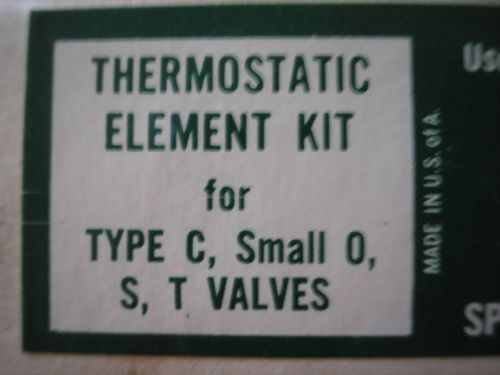 THERMOSTATIC
ELEMENT KIT
for
TYPE C, Small O,
S, T VALVES
MADE IN U.S. of A.